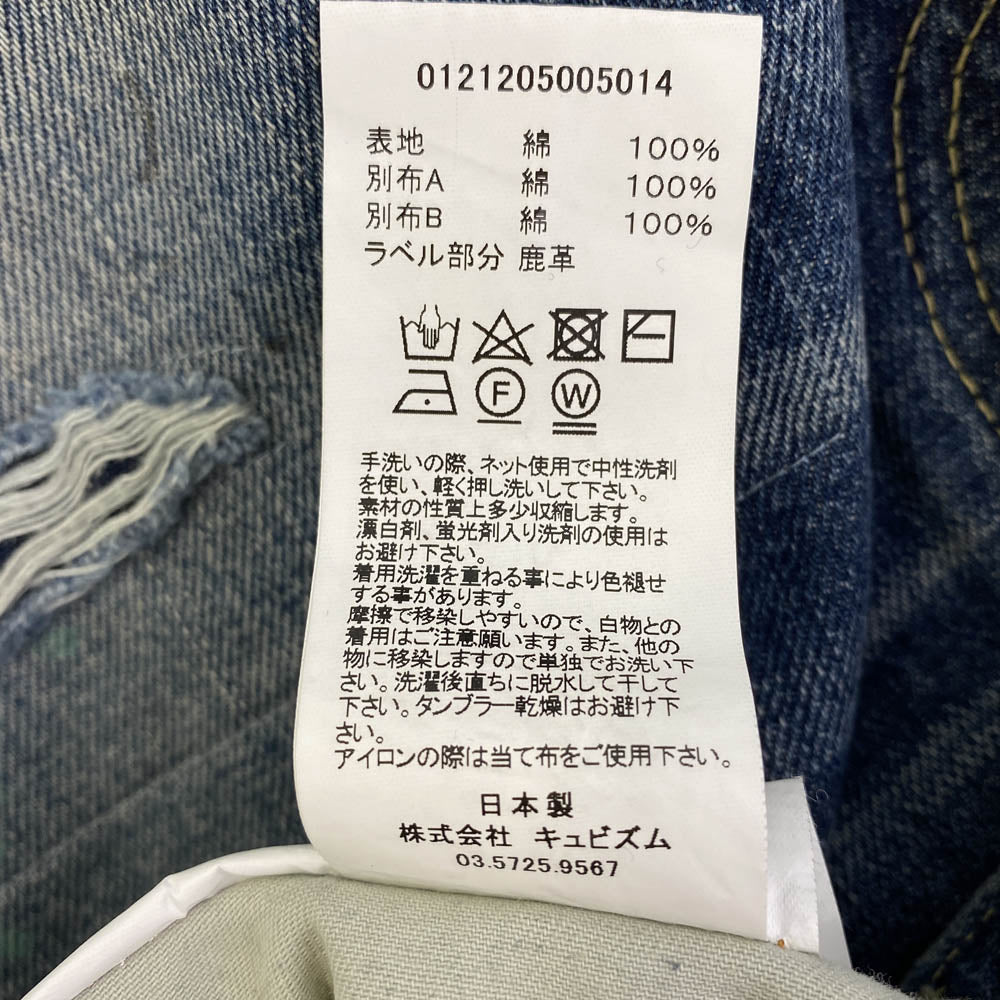 0121205005014
表地 綿 100%
別布A 綿 100%
別布B 綿 100%
ラベル部分 鹿革
F W
手洗いの際、ネット使用で中性洗剤
を使い、軽く押し洗いして下さい。
素材の性質上多少収縮します。
漂白剤、蛍光剤入り洗剤の使用は
お避け下さい。
着用洗濯を重ねる事により色褪せ
する事があります。
摩擦で移染しやすいので、白物との
着用はご注意願います。また、他の
物に移染しますので単独でお洗い下
さい。洗濯後直ちに脱水して干して
下さい。タンブラー乾燥はお避け下
さい。
アイロンの際は当て布をご使用下さい。
日本製
株式会社 キュビズム
03.5725.9567